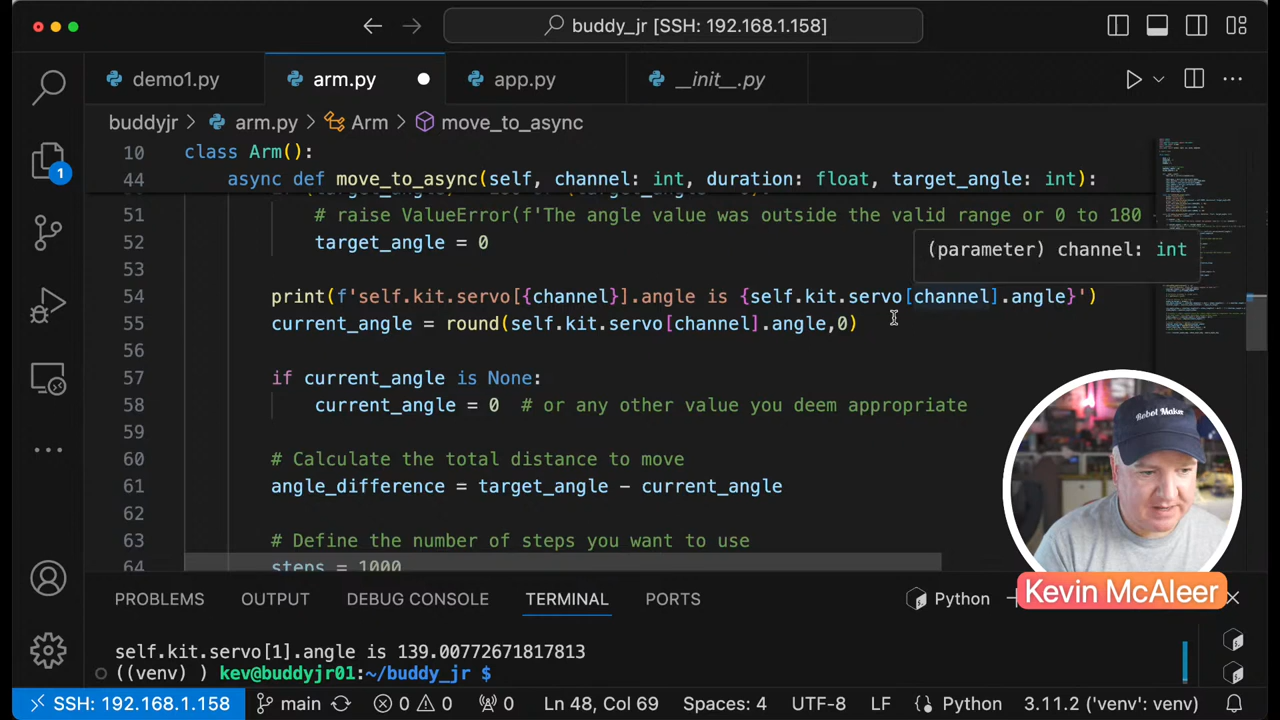 buddy_jr [SSH: 192.168.1.158]
demo1.py
arm.py
app.py
__init__.py
buddyjr > arm.py > Arm > move_to_async
10 class Arm():
44 async def move_to_async(self, channel: int, duration: float, target_angle: int):
51 # raise ValueError(f'The angle value was outside the valid range or 0 to 180
52 target_angle = 0
(parameter) channel: int
53
54 print(f'self.kit.servo[{channel}].angle is {self.kit.servo[channel].angle}')
55 current_angle = round(self.kit.servo[channel].angle,0)
56
57 if current_angle is None:
58 current_angle = 0 # or any other value you deem appropriate
59
60 # Calculate the total distance to move
61 angle_difference = target_angle - current_angle
62
63 # Define the number of steps you want to use
64 steps = 1000
1
Robot Maker
Kevin McAleer
PROBLEMS OUTPUT DEBUG CONSOLE TERMINAL PORTS Python
self.kit.servo[1].angle is 139.00772671817813
((venv) ) kev@buddyjr01:~/buddy_jr $
SSH: 192.168.1.158 main 0 0 0 Ln 48, Col 69 Spaces: 4 UTF-8 LF Python 3.11.2 ('venv': venv)